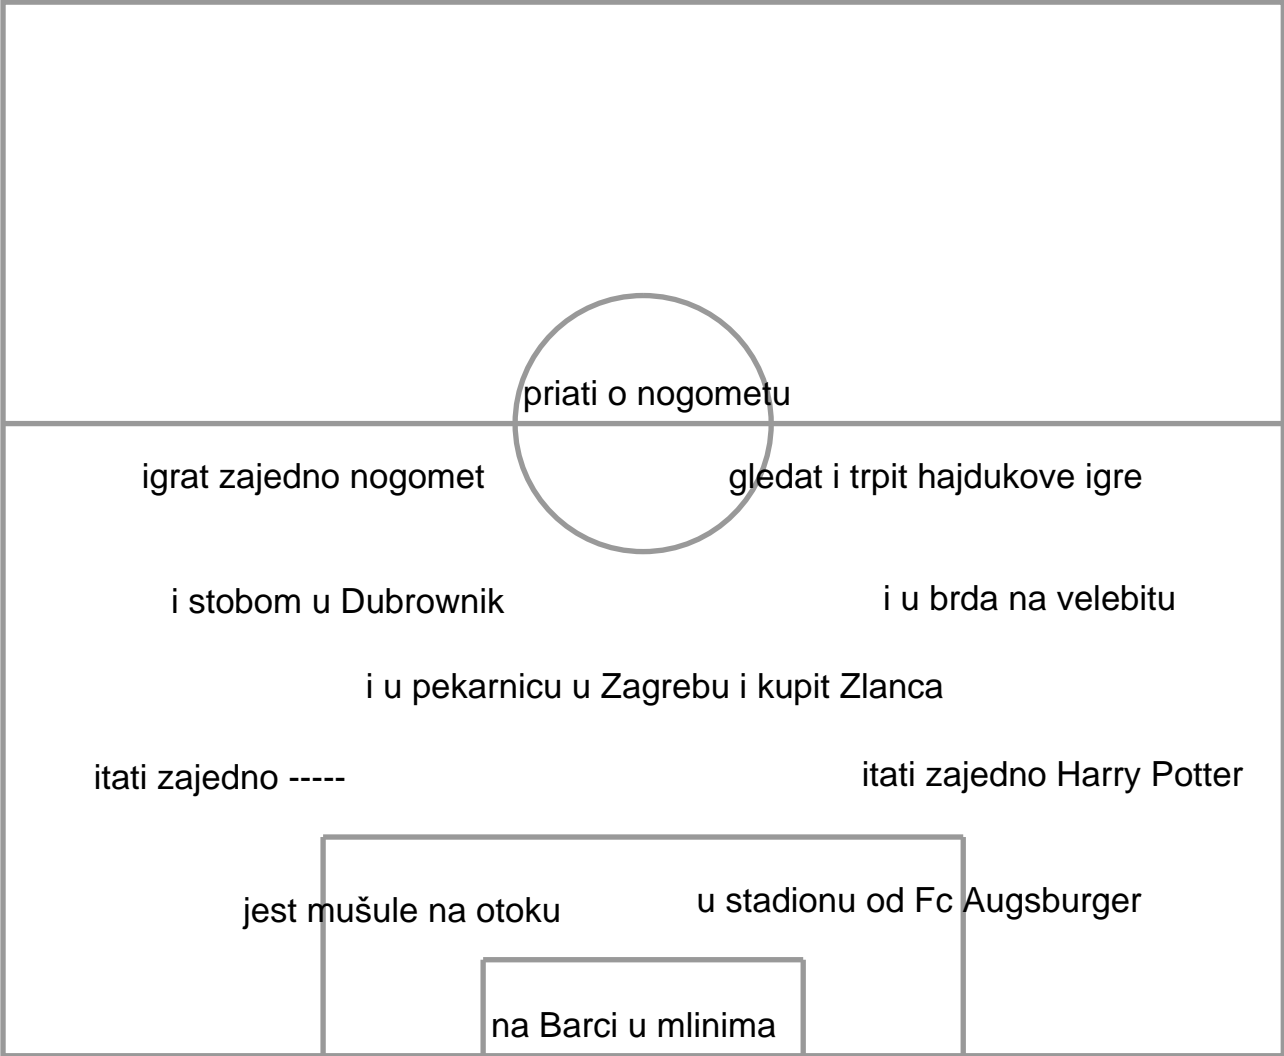 priati o nogometu
igrat zajedno nogomet
gledat i trpit hajdukove igre
i stobom u Dubrownik
i u brda na velebitu
i u pekarnicu u Zagrebu i kupit Zlanca
itati zajedno -----
itati zajedno Harry Potter
jest mušule na otoku
u stadionu od Fc Augsburger
na Barci u mlinima